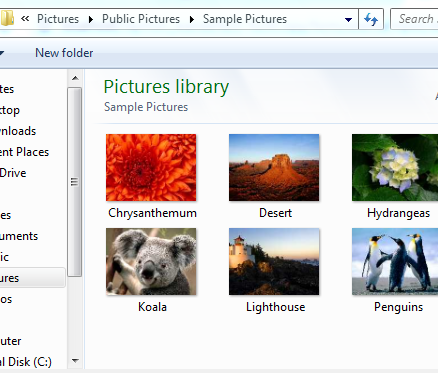 « Pictures ▸ Public Pictures ▸ Sample Pictures
Search
New folder
Pictures library
Sample Pictures
tes
ktop
wnloads
ent Places
Drive
es
uments
ic
ures
os
uter
al Disk (C:)
Chrysanthemum
Desert
Hydrangeas
Koala
Lighthouse
Penguins